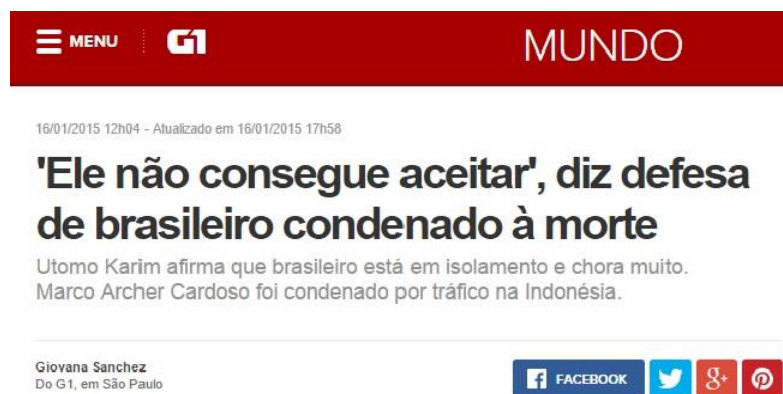 MENU G1 MUNDO
16/01/2015 12h04 - Atualizado em 16/01/2015 17h58
'Ele não consegue aceitar', diz defesa
de brasileiro condenado à morte
Utomo Karim afirma que brasileiro está em isolamento e chora muito.
Marco Archer Cardoso foi condenado por tráfico na Indonésia.
Giovana Sanchez
Do G1, em São Paulo
f FACEBOOK g+